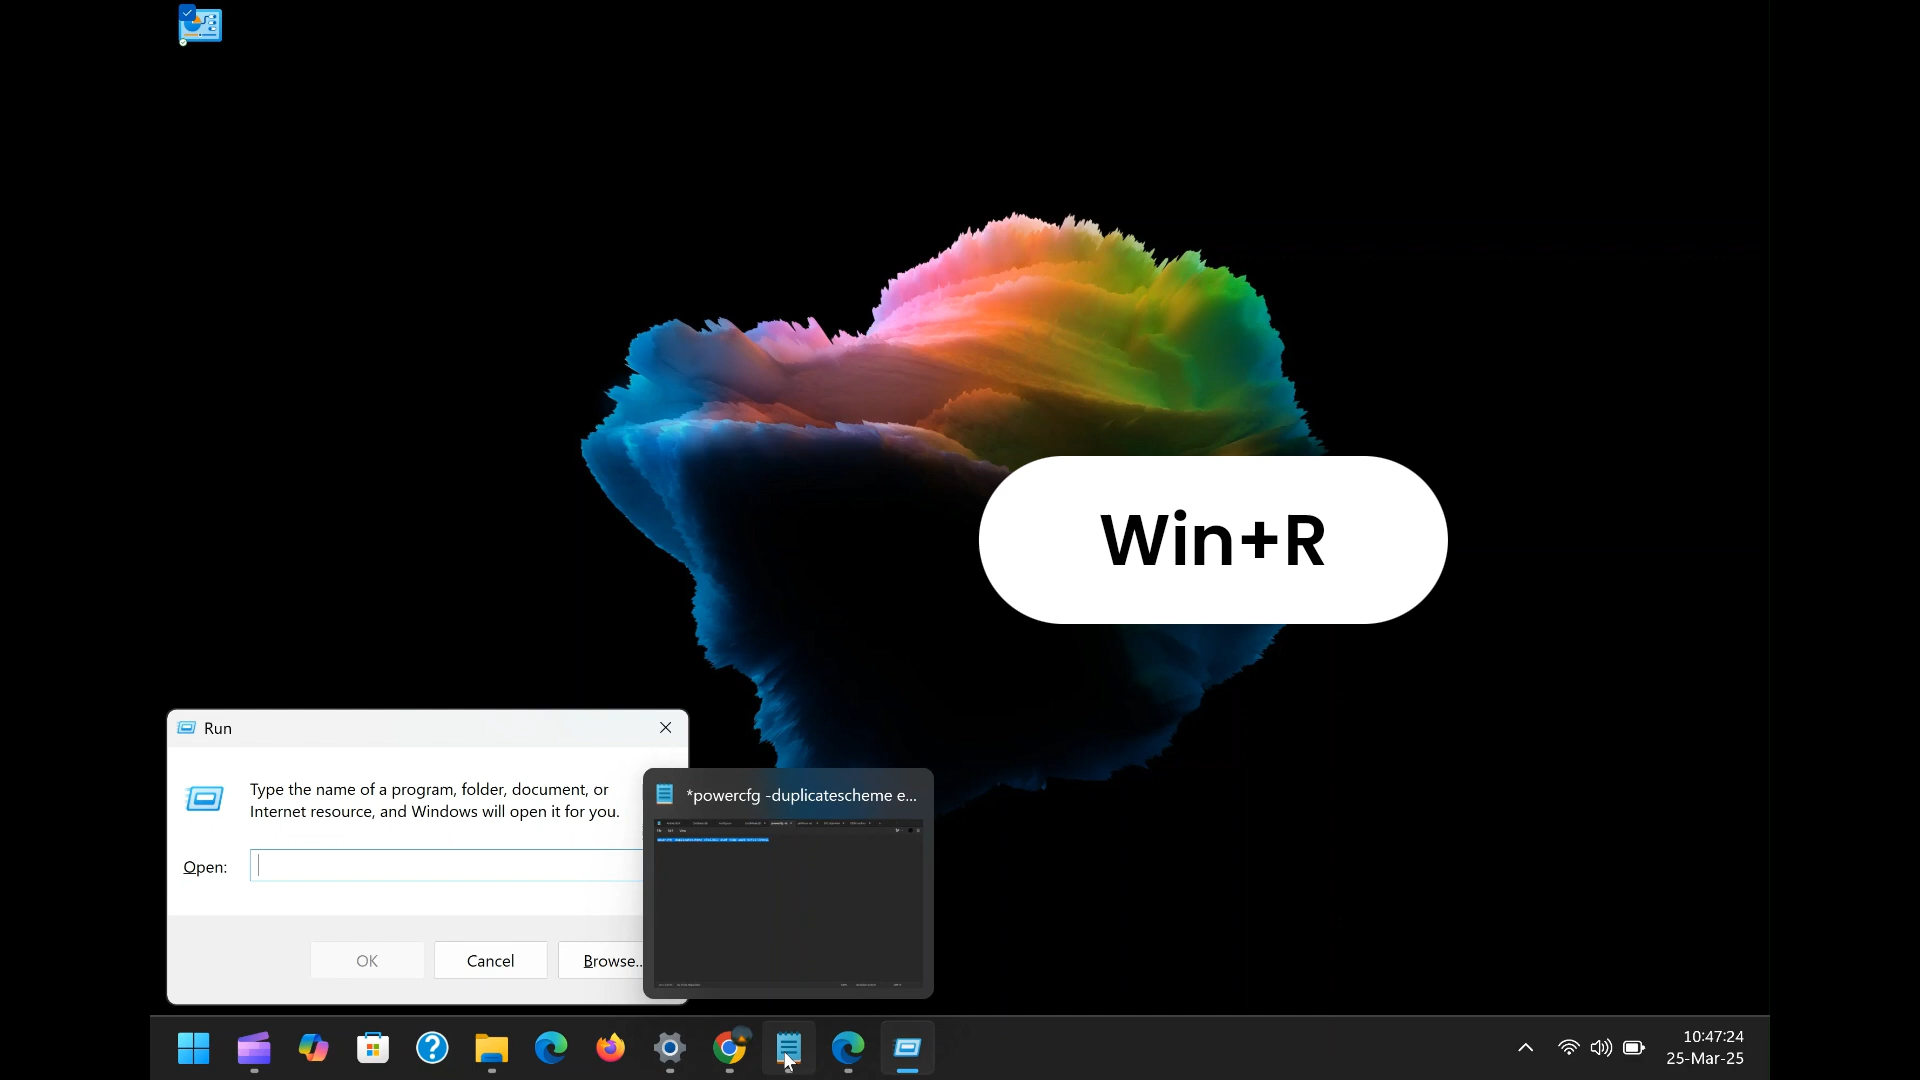 Win+R
Run
Type the name of a program, folder, document, or
Internet resource, and Windows will open it for you.
Open:
OK
Cancel
Browse..
*powercfg -duplicatescheme e...
10:47:24
25-Mar-25